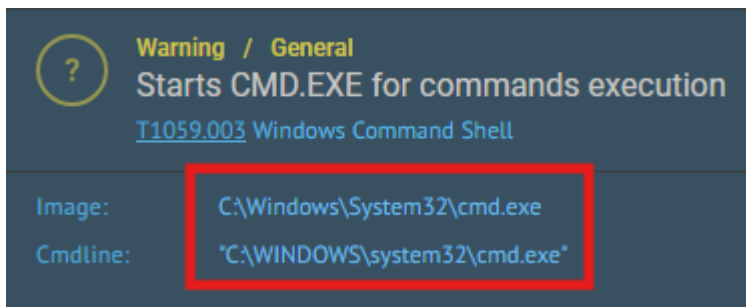 ?
Warning / General
Starts CMD.EXE for commands execution
T1059.003 Windows Command Shell
Image: C:\Windows\System32\cmd.exe
Cmdline: "C:\WINDOWS\system32\cmd.exe"